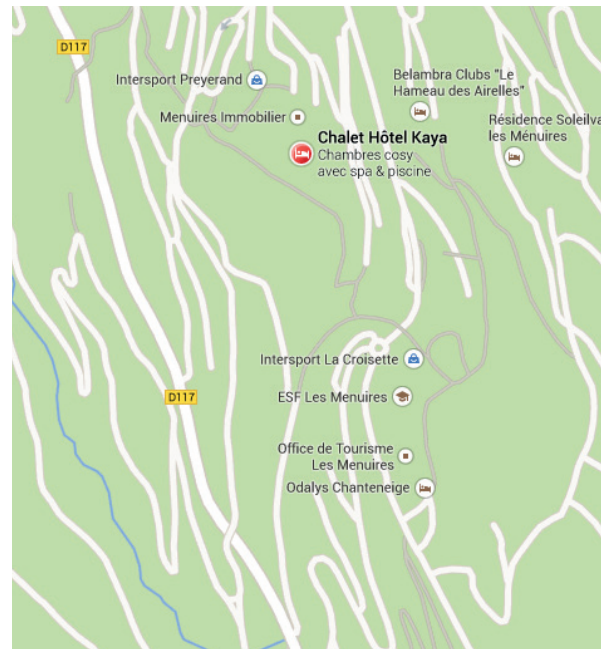 D117
Intersport Preyerand
Belambra Clubs "Le
Hameau des Airelles"
Menuires Immobilier
Résidence Soleilva
les Ménuires
Chalet Hôtel Kaya
Chambres cosy
avec spa & piscine
Intersport La Croisette
D117
ESF Les Menuires
Office de Tourisme
Les Menuires
Odalys Chanteneige